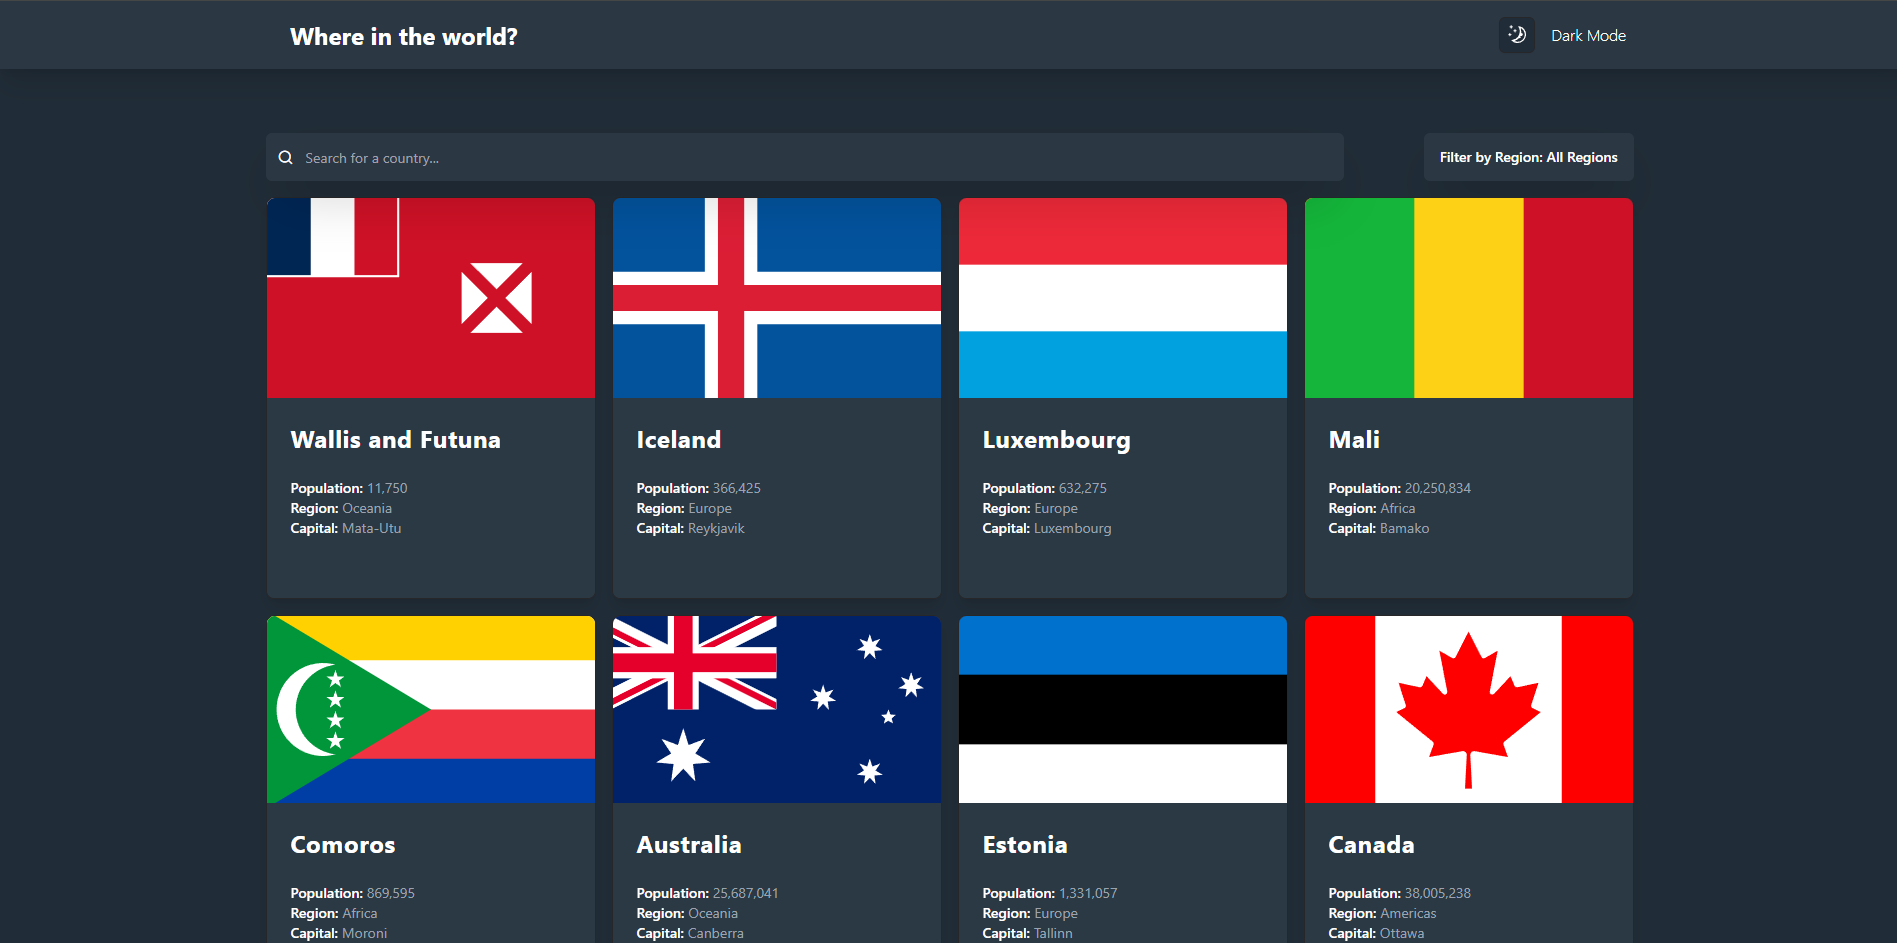 Where in the world?
Dark Mode
Search for a country...
Filter by Region: All Regions
Wallis and Futuna
Population: 11,750
Region: Oceania
Capital: Mata-Utu
Iceland
Population: 366,425
Region: Europe
Capital: Reykjavik
Luxembourg
Population: 632,275
Region: Europe
Capital: Luxembourg
Mali
Population: 20,250,834
Region: Africa
Capital: Bamako
Comoros
Population: 869,595
Region: Africa
Capital: Moroni
Australia
Population: 25,687,041
Region: Oceania
Capital: Canberra
Estonia
Population: 1,331,057
Region: Europe
Capital: Tallinn
Canada
Population: 38,005,238
Region: Americas
Capital: Ottawa